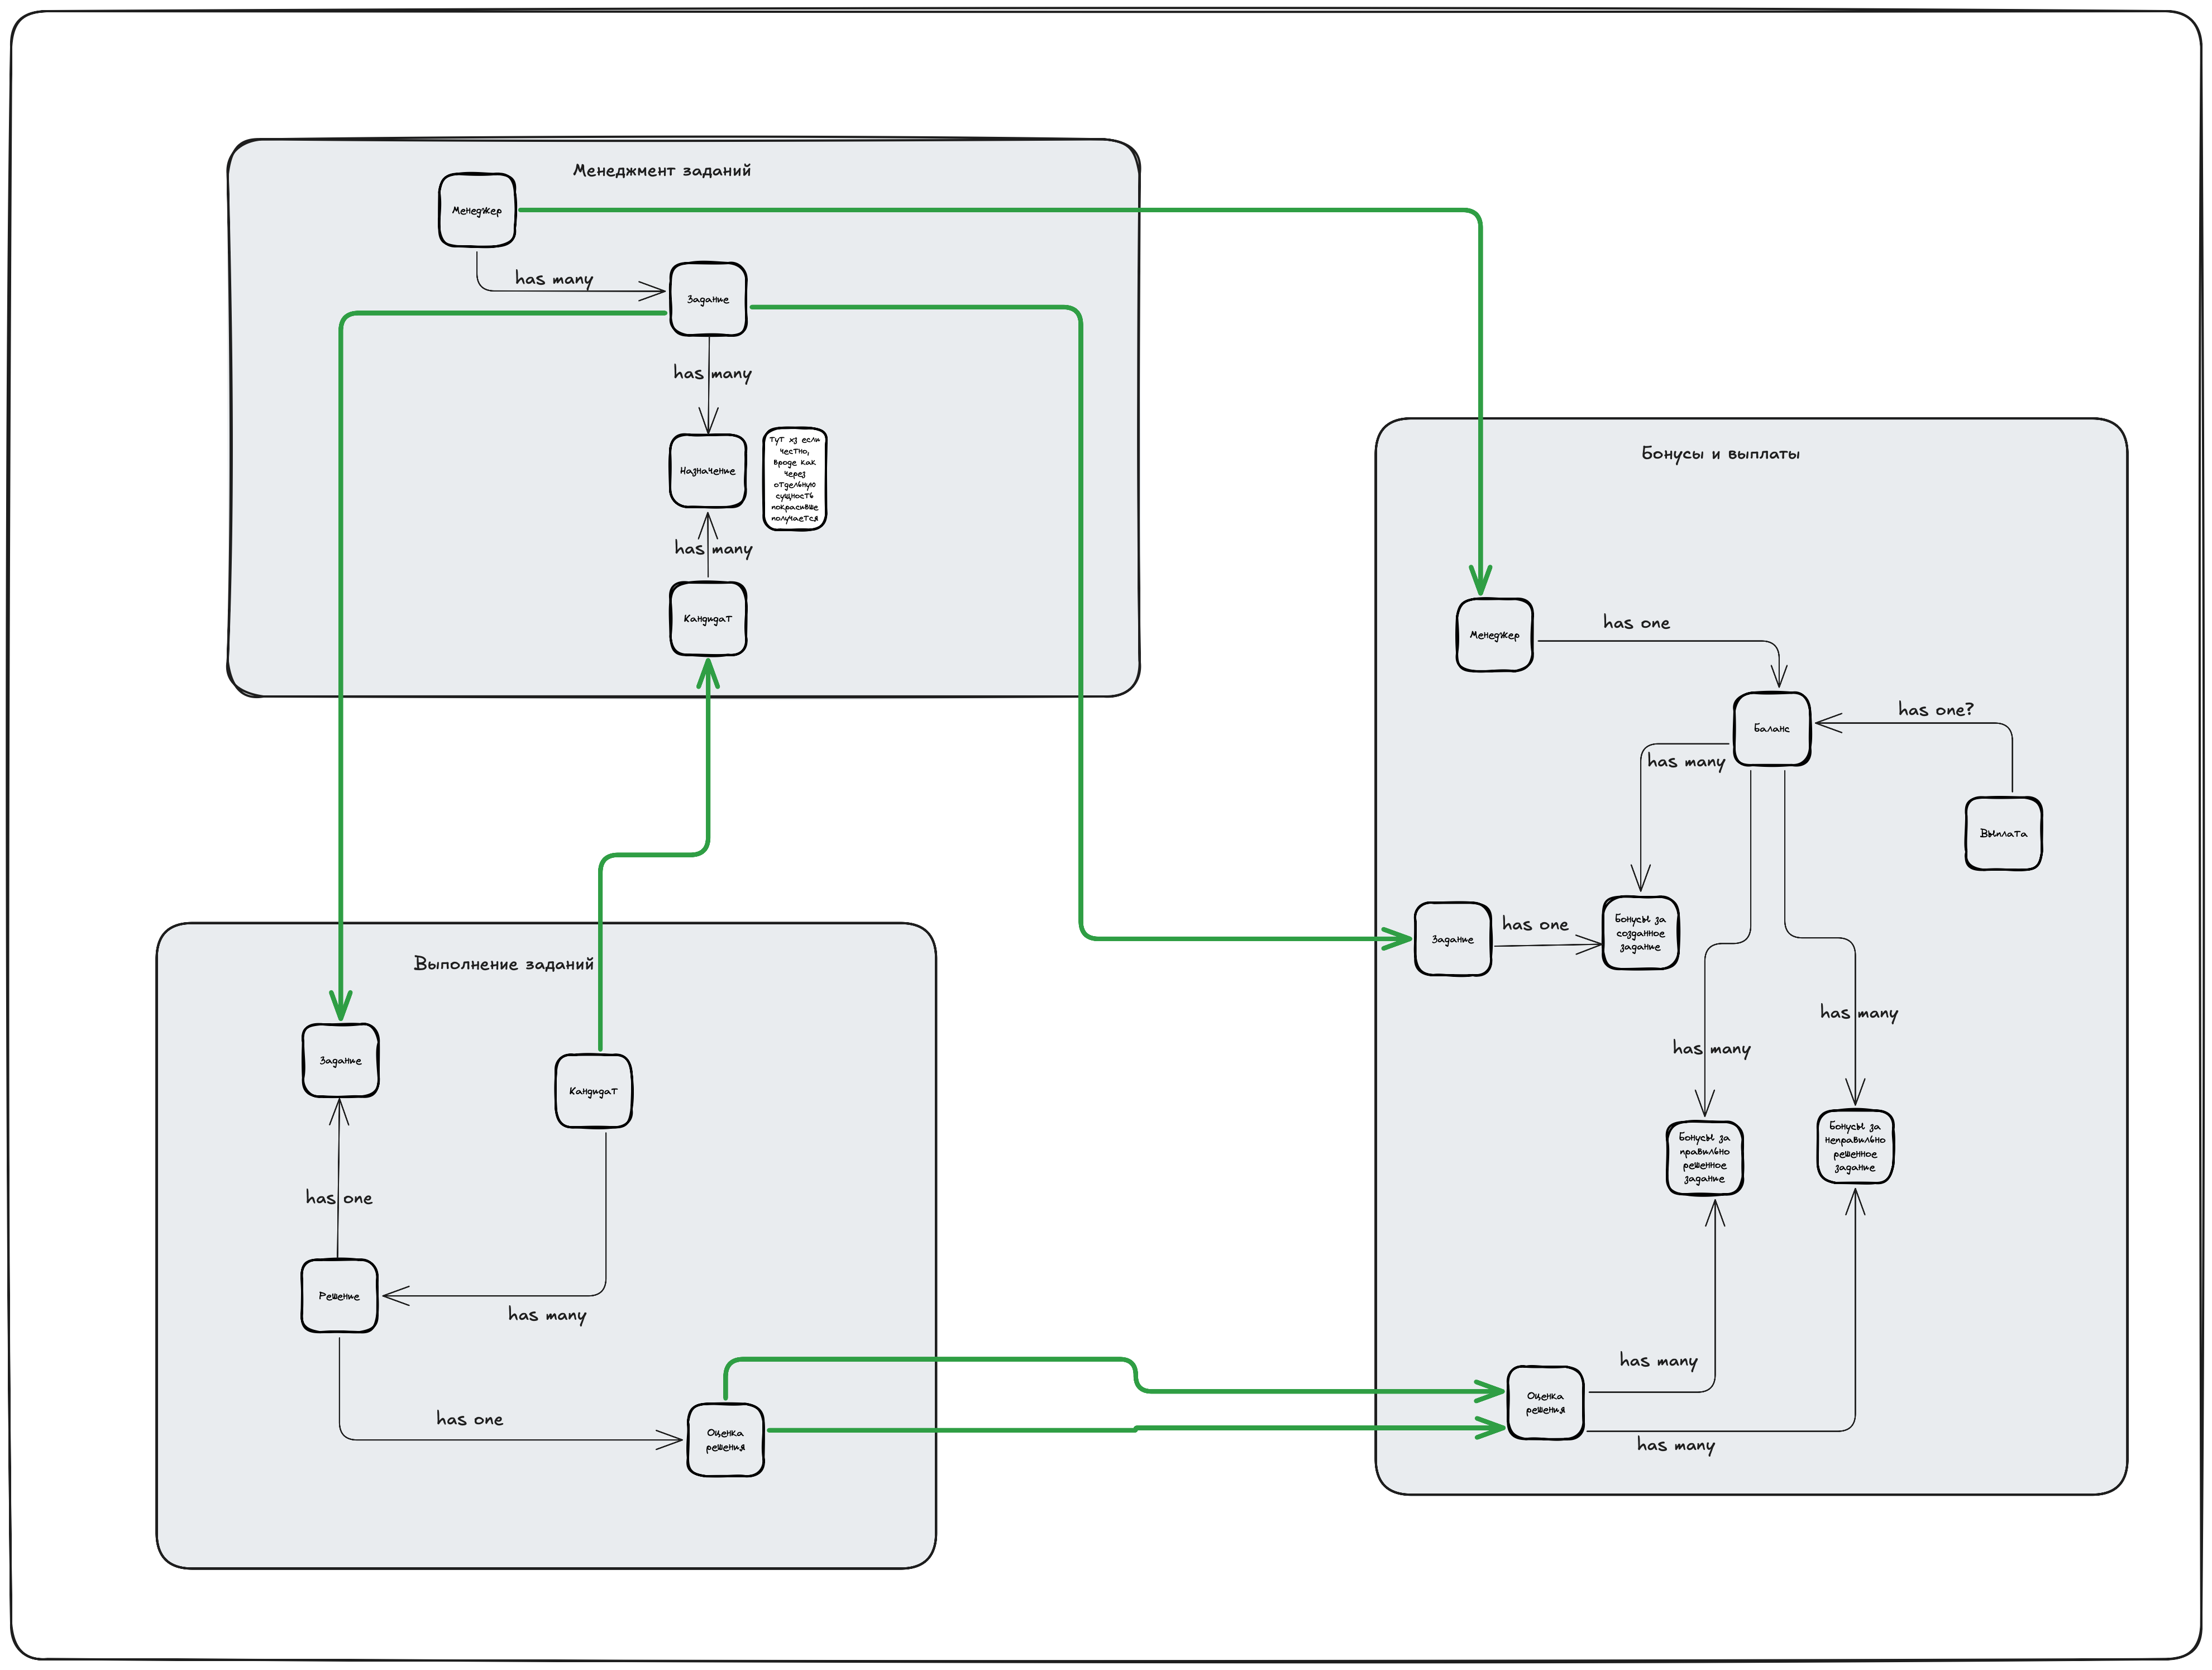 Менеджмент заданий
Менеджер
has many
Задание
has many
Назначение
тут хз если
честно,
вроде как
через
отдельную
сущность
покрасивше
получается
has many
Кандидат
Бонусы и выплаты
Менеджер
has one
Баланс
has one?
has many
Выплата
Задание
has one
Бонусы за
созданное
задание
has many
has many
Бонусы за
правильно
решенное
задание
Бонусы за
неправильно
решенное
задание
Оценка
решения
has many
has many
Выполнение заданий
Задание
Кандидат
has one
Решение
has many
has one
Оценка
решения